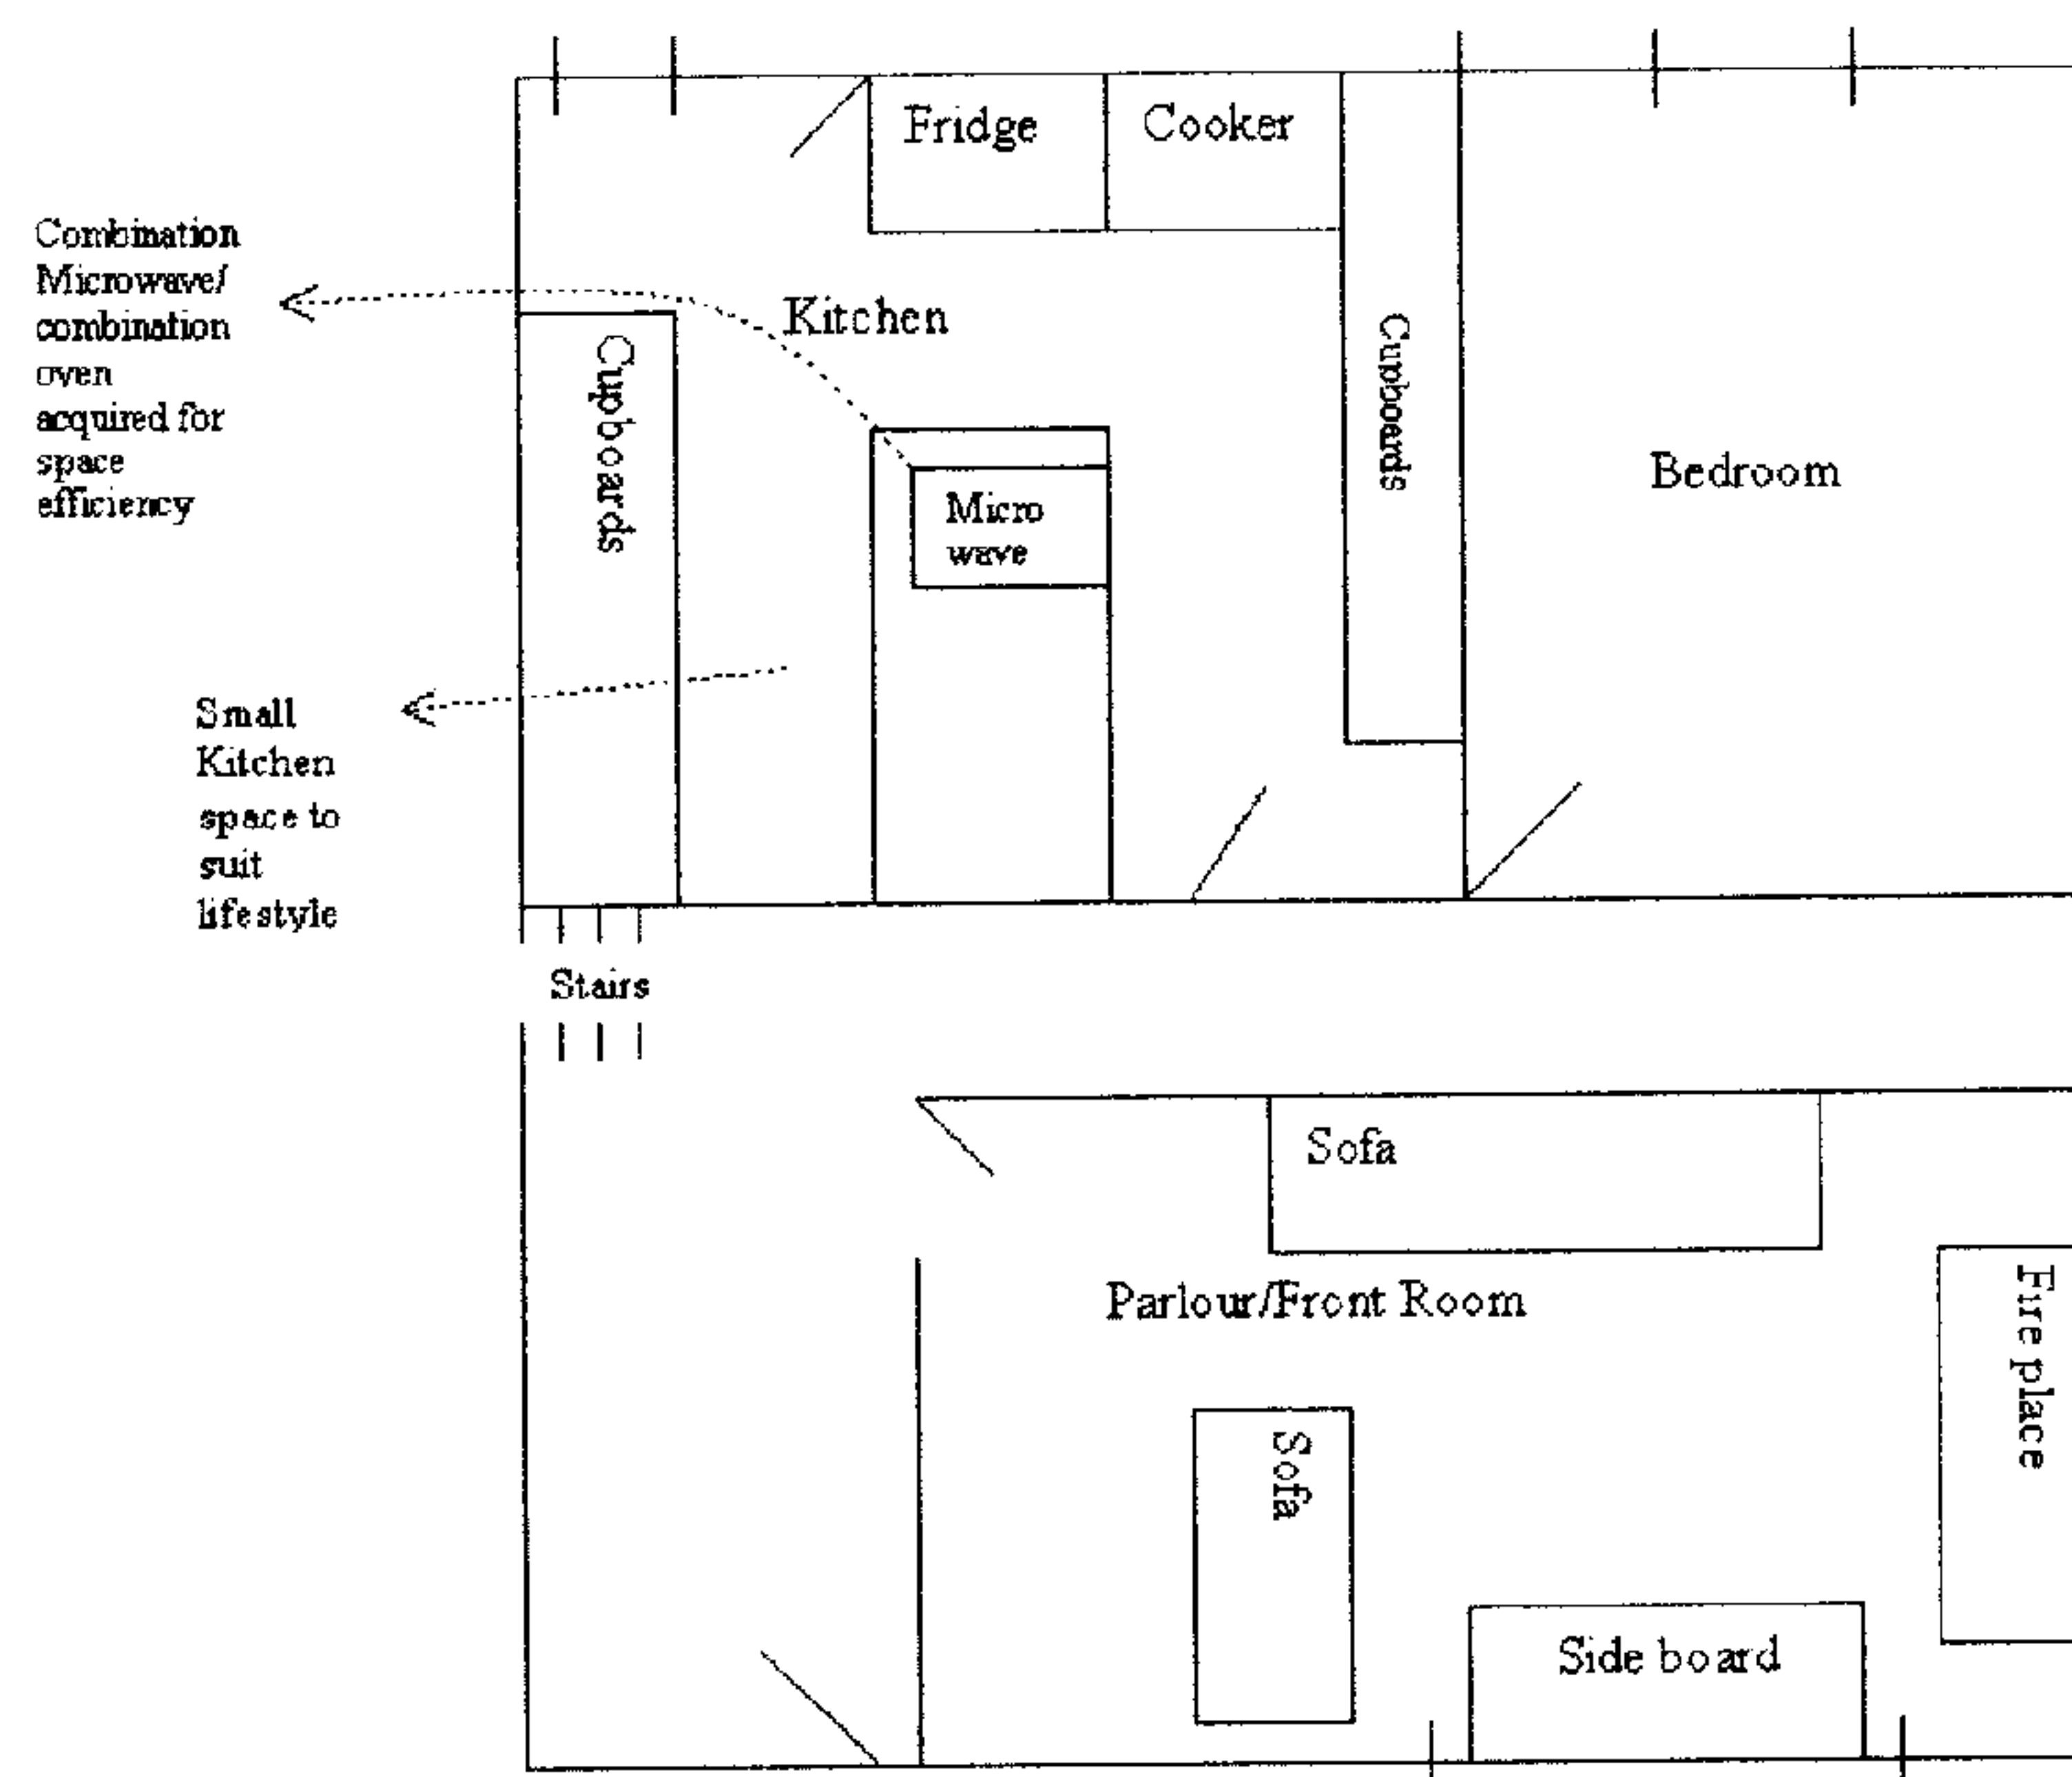 Fridge
Cooker
Combination
Microwave/
combination
oven
acquired for
space
efficiency
Kitchen
Cupboards
Cupboards
Bedroom
Micro
wave
Small
Kitchen
space to
suit
lifestyle
Stairs
Sofa
Parlour/Front Room
Fire place
Sofa
Side board